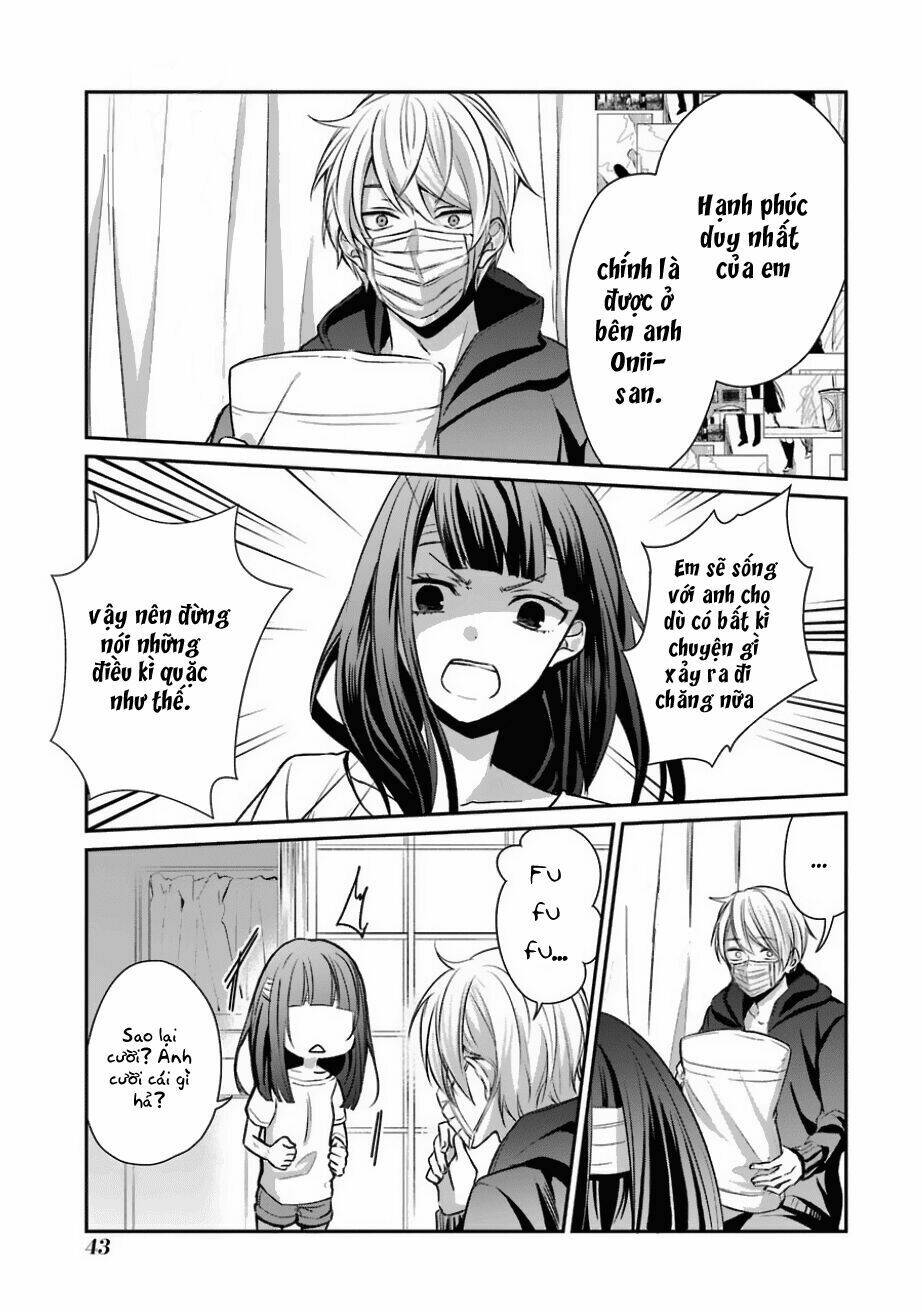 Hạnh phúc
duy nhất
của em
chính là
được ở
bên anh
Onii-
san.
Em sẽ sống
với anh cho
dù có bất kì
chuyện gì
xảy ra đi
chăng nữa
vậy nên đừng
nói những
điều kì quặc
như thế.
...
FU
FU
FU...
Sao lại
cười? Anh
cười cái gì
hả?
43